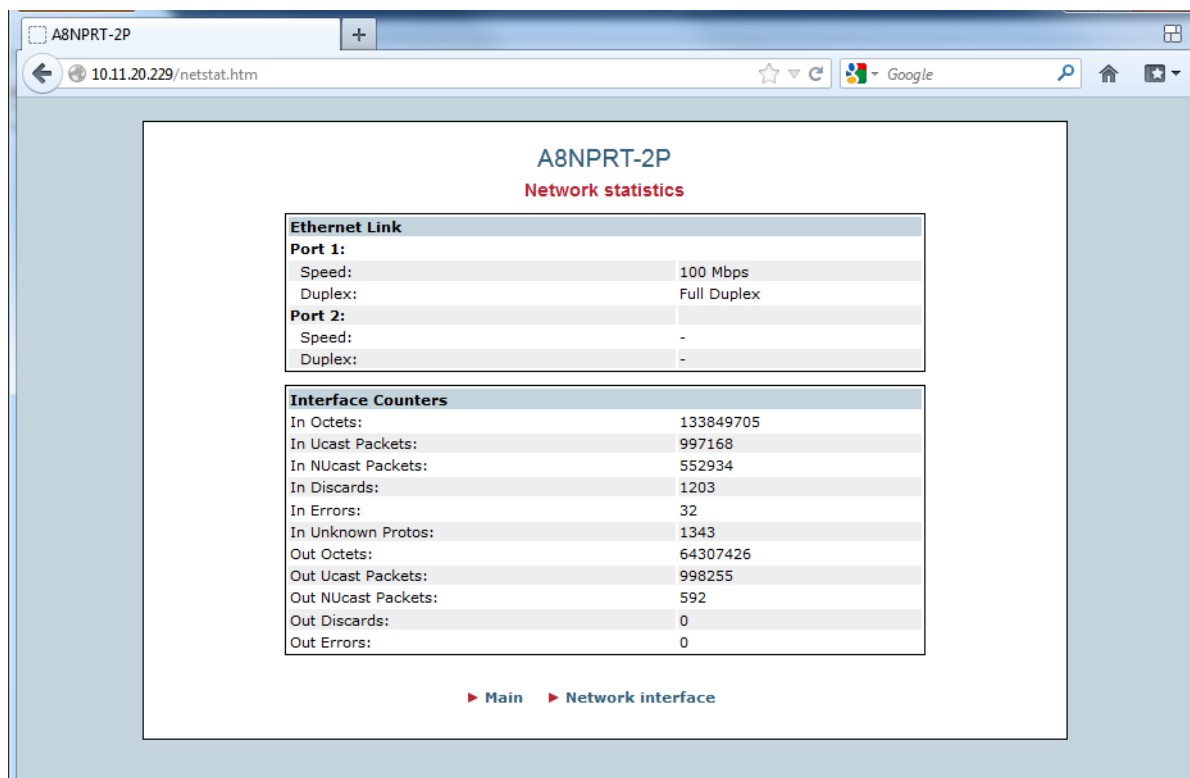 A8NPRT-2P
10.11.20.229/netstat.htm
Google
A8NPRT-2P
Network statistics
Ethernet Link
Port 1:
Speed: 100 Mbps
Duplex: Full Duplex
Port 2:
Speed: -
Duplex: -
Interface Counters
In Octets: 133849705
In Ucast Packets: 997168
In NUcast Packets: 552934
In Discards: 1203
In Errors: 32
In Unknown Protos: 1343
Out Octets: 64307426
Out Ucast Packets: 998255
Out NUcast Packets: 592
Out Discards: 0
Out Errors: 0
Main Network interface